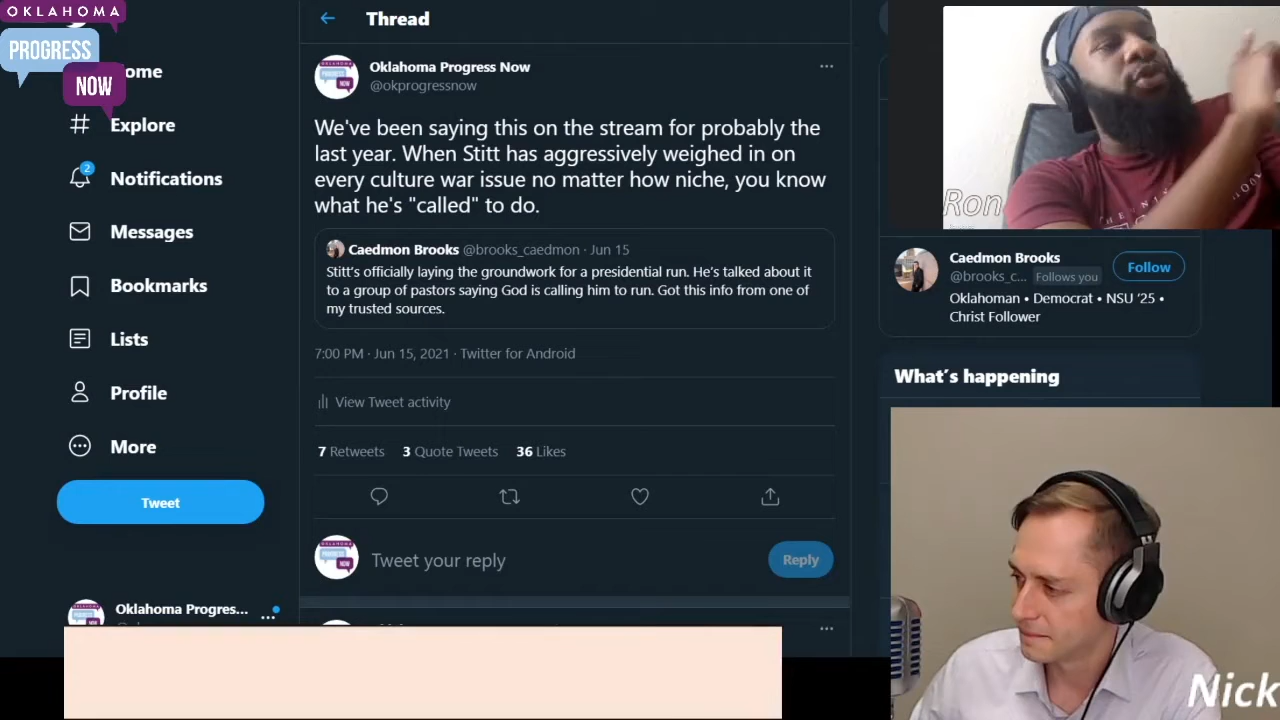 OKLAHOMA
PROGRESS
NOW
ome
Explore
2
Notifications
Messages
Bookmarks
Lists
Profile
More
Tweet
Oklahoma Progres...
Thread
Oklahoma Progress Now
@okprogressnow
We've been saying this on the stream for probably the
last year. When Stitt has aggressively weighed in on
every culture war issue no matter how niche, you know
what he's "called" to do.
Caedmon Brooks @brooks_caedmon · Jun 15
Stitt's officially laying the groundwork for a presidential run. He's talked about it
to a group of pastors saying God is calling him to run. Got this info from one of
my trusted sources.
7:00 PM · Jun 15, 2021 · Twitter for Android
View Tweet activity
7 Retweets 3 Quote Tweets 36 Likes
Tweet your reply
Reply
Ron
Caedmon Brooks
@brooks_c... Follows you
Follow
Oklahoman • Democrat • NSU '25 •
Christ Follower
What's happening
Nick